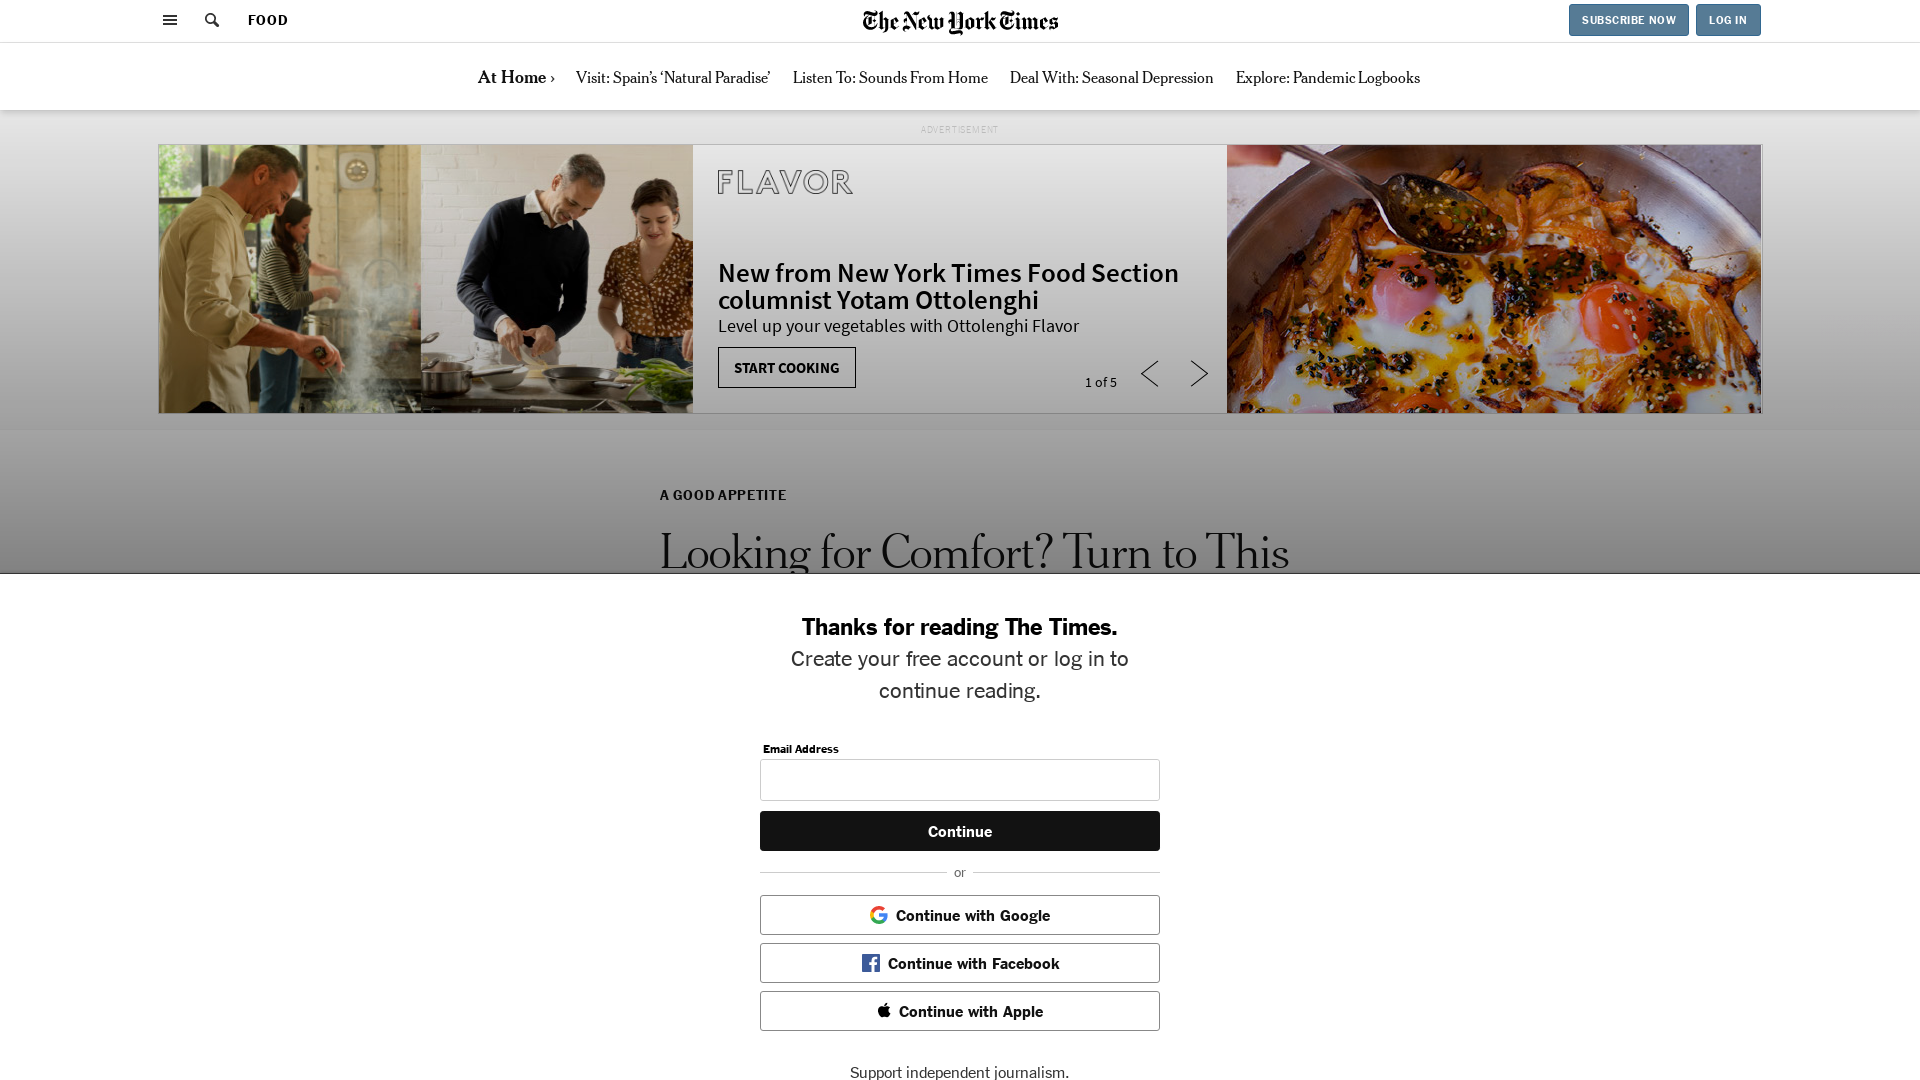 FOOD
The New York Times
SUBSCRIBE NOW
LOG IN
At Home ›
Visit: Spain’s ‘Natural Paradise’
Listen To: Sounds From Home
Deal With: Seasonal Depression
Explore: Pandemic Logbooks
ADVERTISEMENT
FLAVOR
New from New York Times Food Section
columnist Yotam Ottolenghi
Level up your vegetables with Ottolenghi Flavor
START COOKING
1 of 5
A GOOD APPETITE
Looking for Comfort? Turn to This
Thanks for reading The Times.
Create your free account or log in to
continue reading.
Email Address
Continue
or
Continue with Google
Continue with Facebook
Continue with Apple
Support independent journalism.